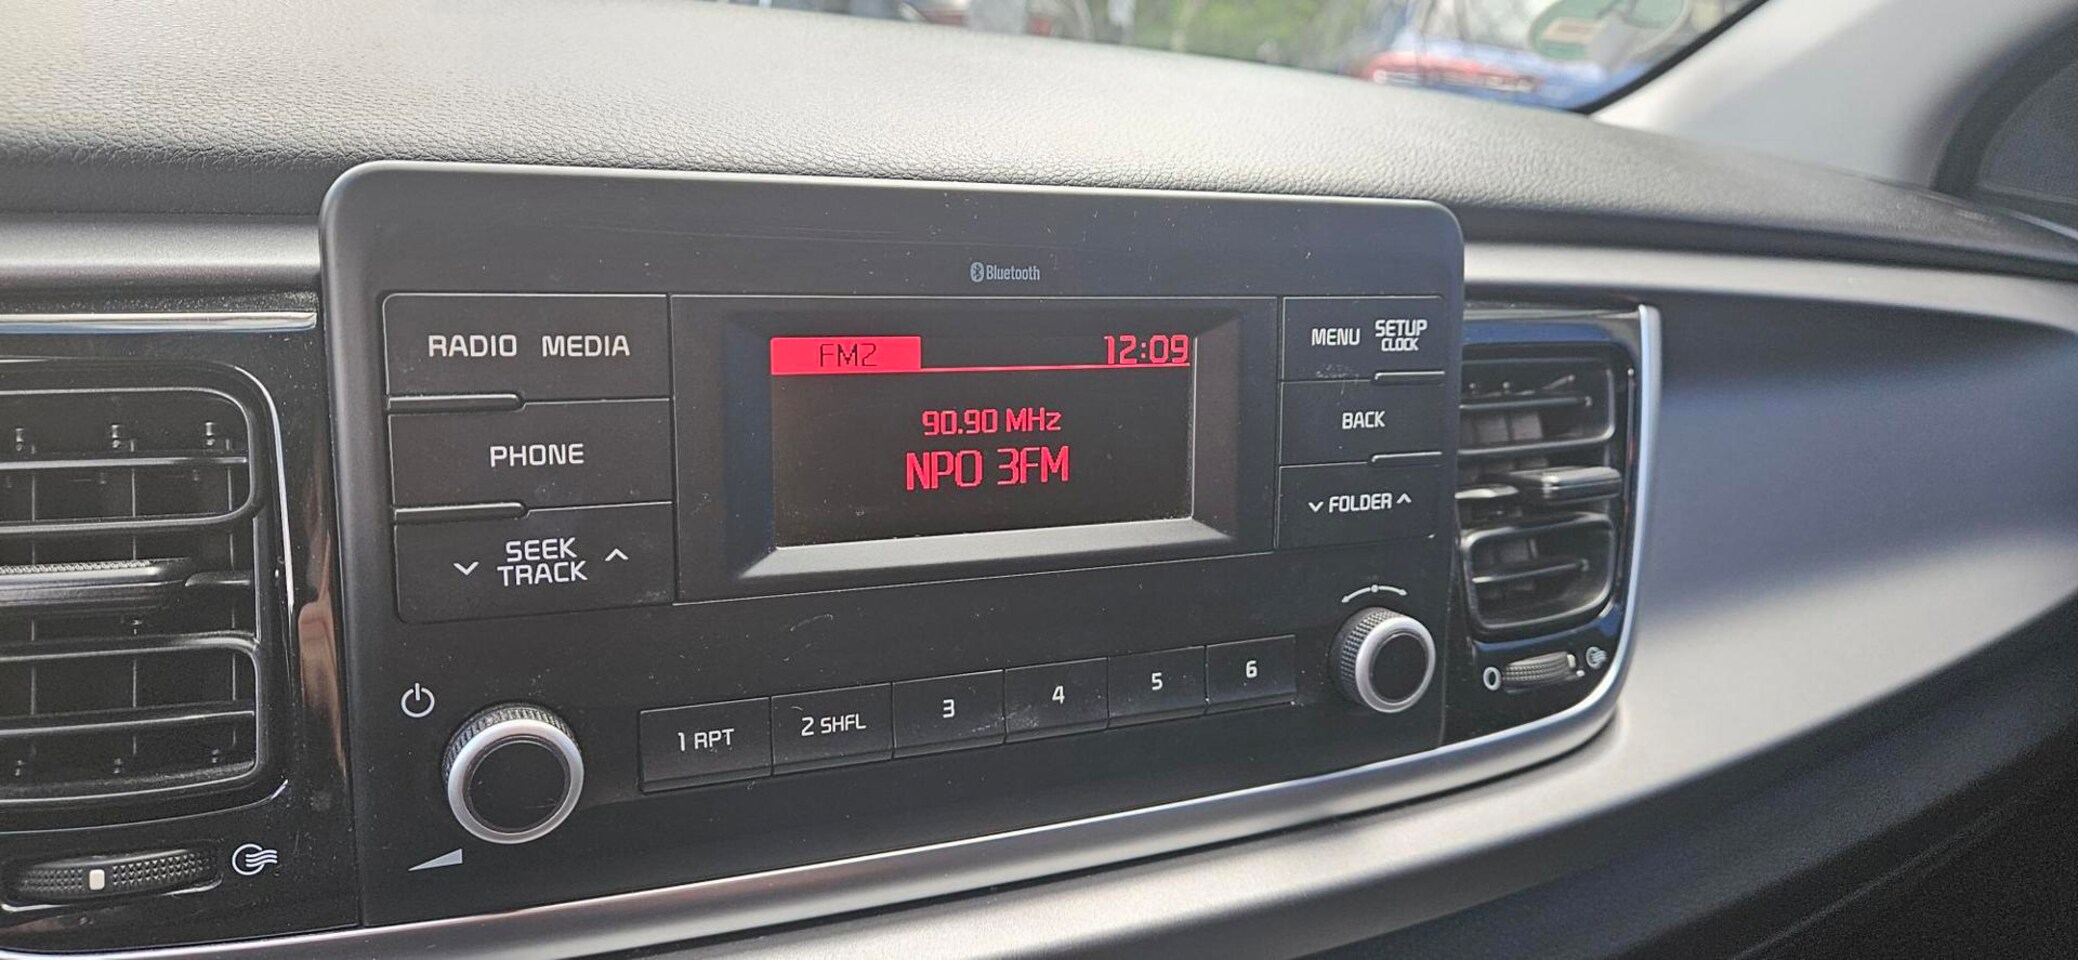 Bluetooth
RADIO MEDIA
PHONE
SEEK
TRACK
FM2 12:09
90.90 MHz
NPO 3FM
MENU SETUP
CLOCK
BACK
FOLDER
1 RPT 2 SHFL 3 4 5 6